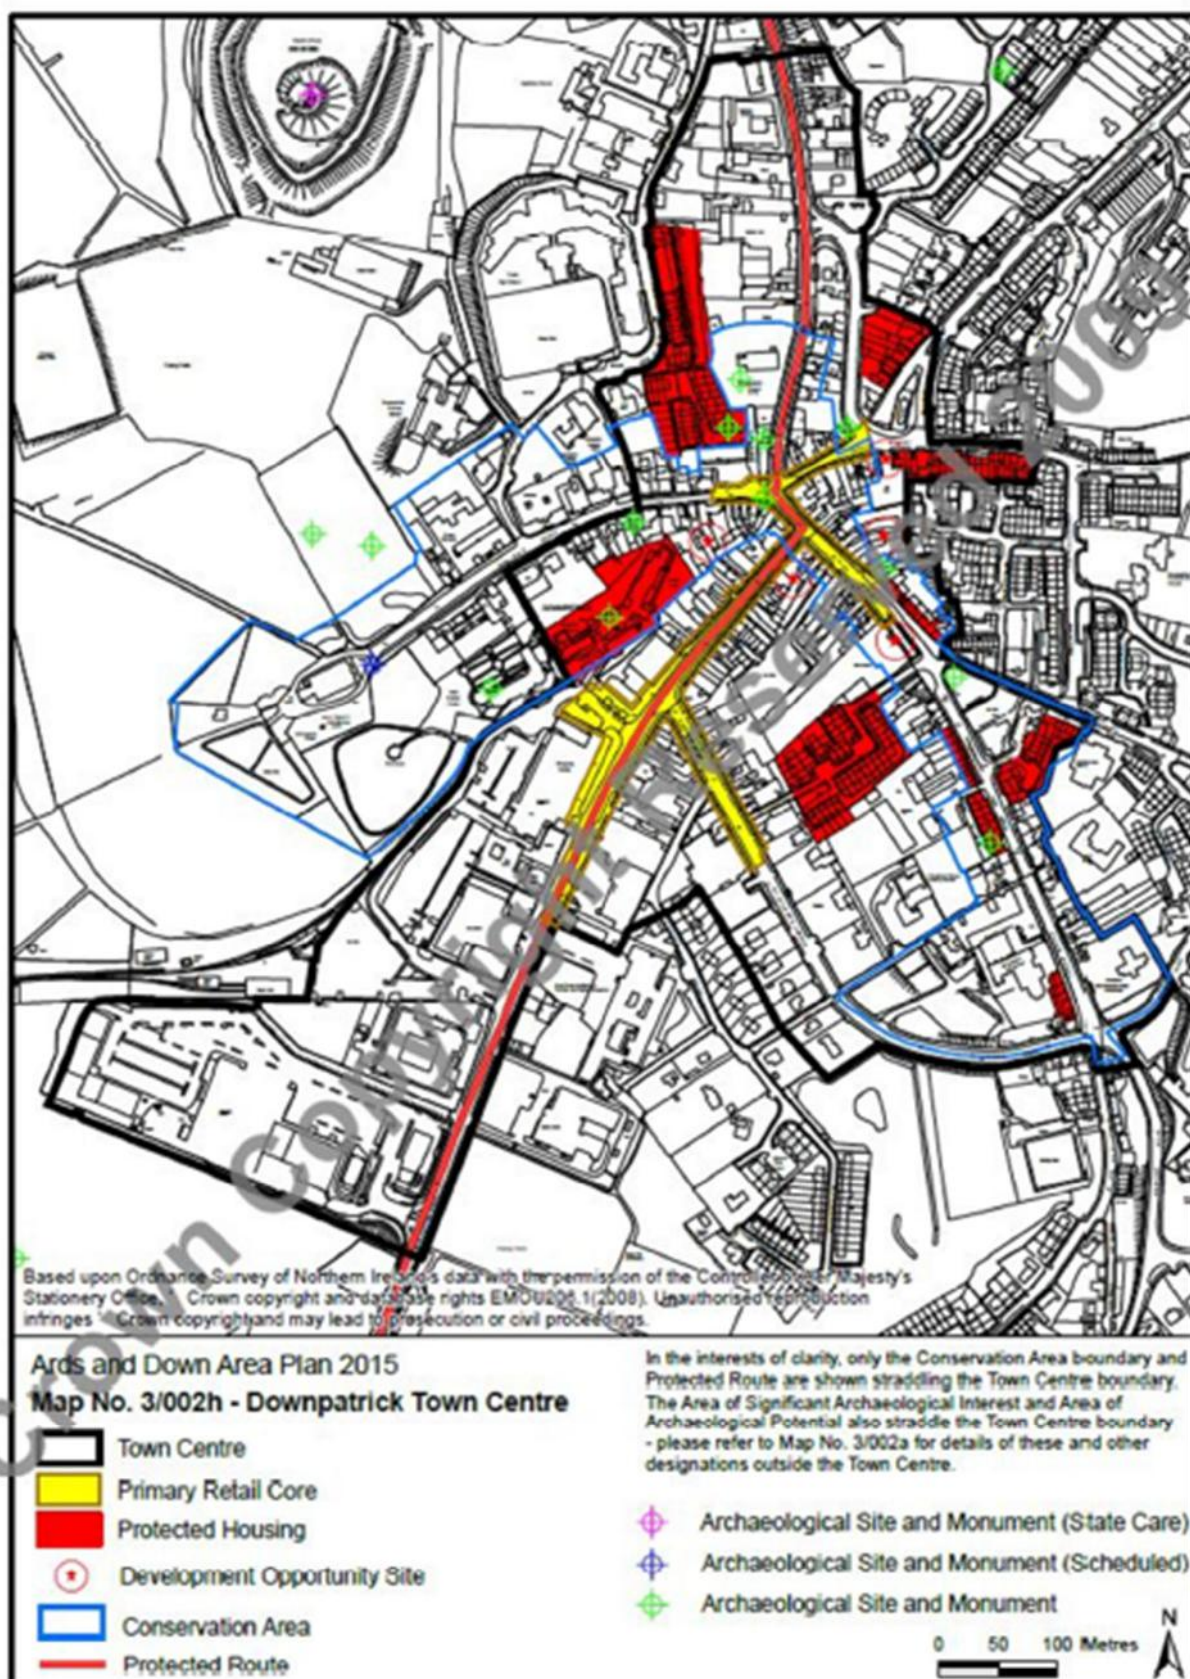 Crown Copyright Reserved 2009
Based upon Ordnance Survey of Northern Ireland's data with the permission of the Controller of Her Majesty's
Stationery Office, Crown copyright and database rights EMOU206.1(2008). Unauthorised reproduction
infringes Crown copyright and may lead to prosecution or civil proceedings.
Ards and Down Area Plan 2015
Map No. 3/002h - Downpatrick Town Centre
Town Centre
Primary Retail Core
Protected Housing
Development Opportunity Site
Conservation Area
Protected Route
In the interests of clarity, only the Conservation Area boundary and
Protected Route are shown straddling the Town Centre boundary.
The Area of Significant Archaeological Interest and Area of
Archaeological Potential also straddle the Town Centre boundary
- please refer to Map No. 3/002a for details of these and other
designations outside the Town Centre.
Archaeological Site and Monument (State Care)
Archaeological Site and Monument (Scheduled)
Archaeological Site and Monument
N
0 50 100 Metres